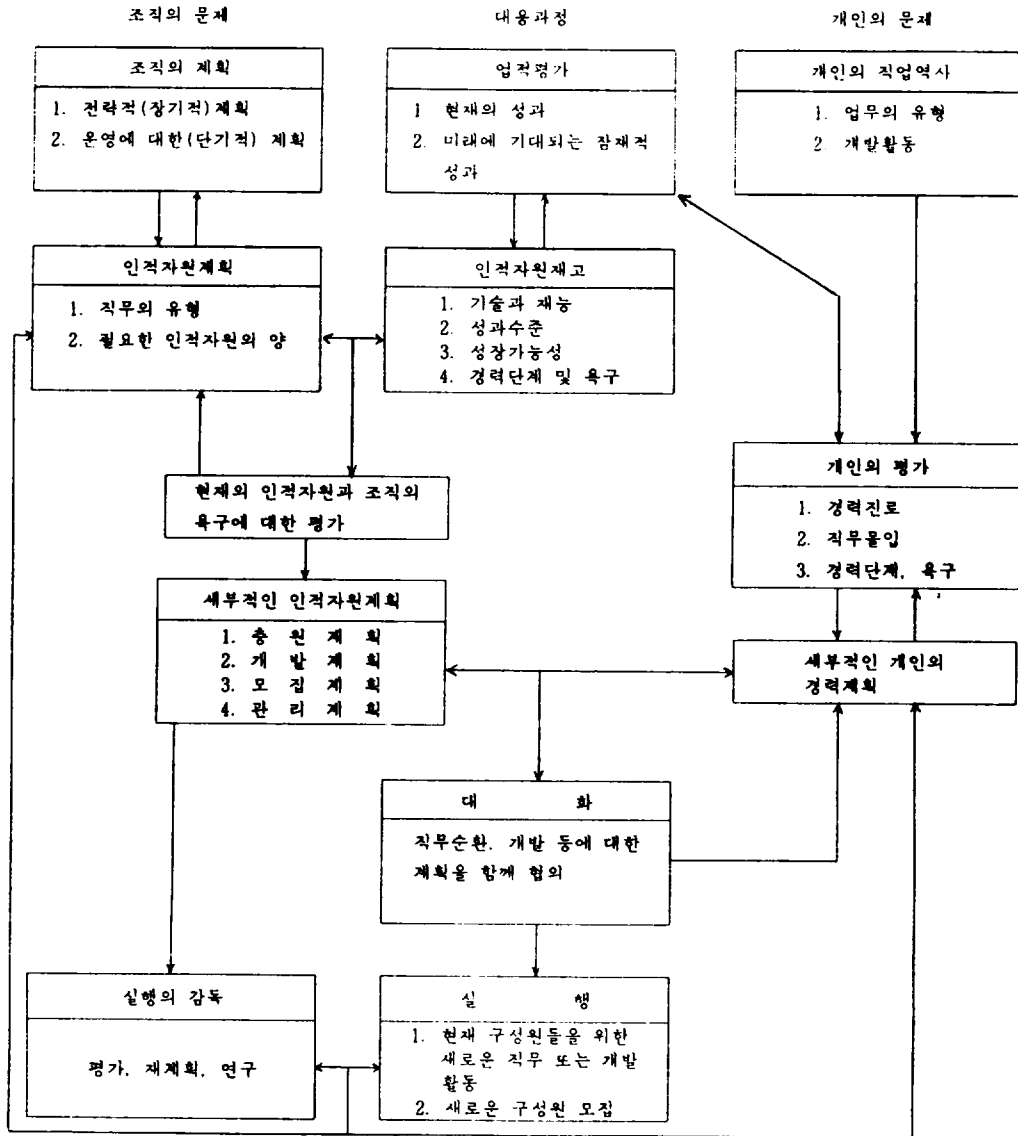 조직의 문제
대응과정
개인의 문제
조직의 계획
1. 전략적(장기적)계획
2. 운영에 대한(단기적) 계획
업적평가
1 현재의 성과
2. 미래에 기대되는 잠재적
성과
개인의 직업역사
1. 업무의 유형
2. 개발활동
인적자원계획
1. 직무의 유형
2. 필요한 인적자원의 양
인적자원재고
1. 기술과 재능
2. 성과수준
3. 성장가능성
4. 경력단계 및 욕구
현재의 인적자원과 조직의
욕구에 대한 평가
개인의 평가
1. 경력진로
2. 직무몰입
3. 경력단계, 욕구
세부적인 인적자원계획
1. 충 원 계 획
2. 개 발 계 획
3. 모 집 계 획
4. 관 리 계 획
세부적인 개인의
경력계획
대 화
직무순환, 개발 등에 대한
계획을 함께 협의
실행의 감독
평가, 재계획, 연구
실 행
1. 현재 구성원들을 위한
새로운 직무 또는 개발
활동
2. 새로운 구성원 모집